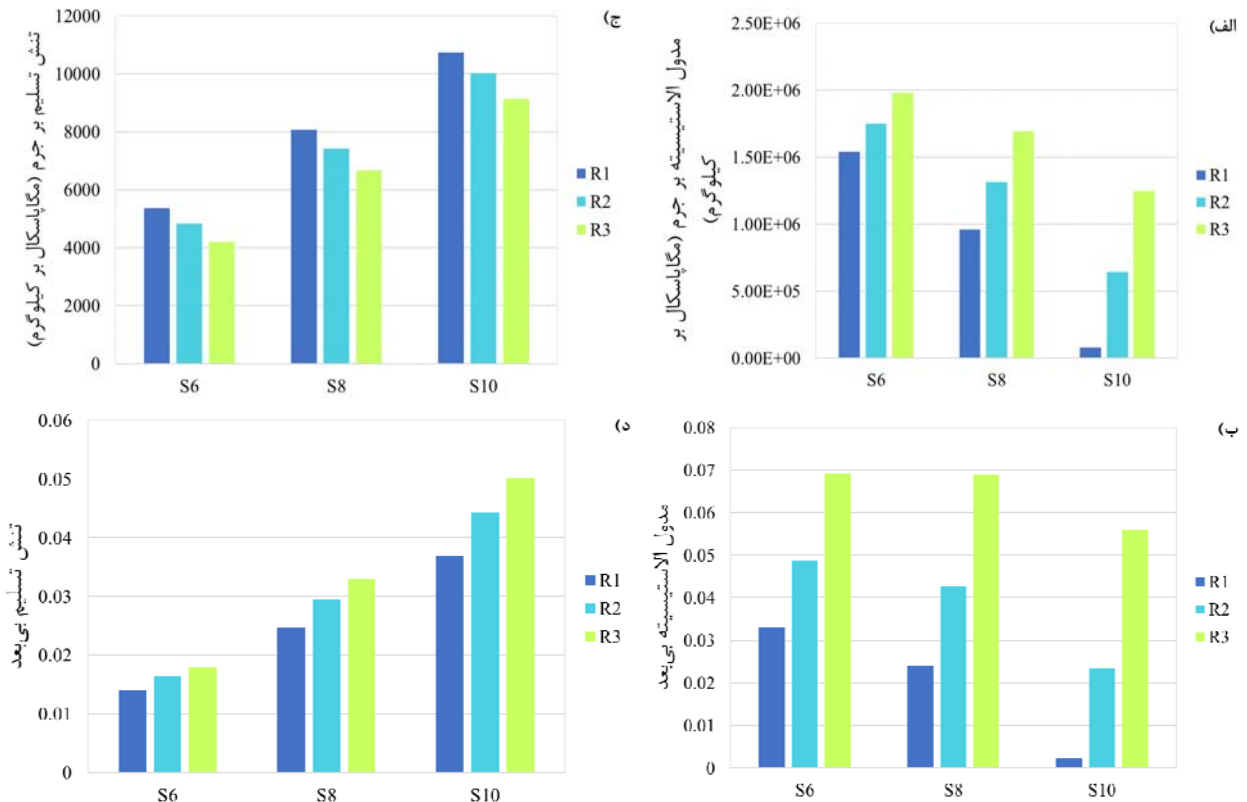 الف)
مدول الاستیسیته بر جرم (مگاپاسکال بر
کیلوگرم)
2.50E+06
2.00E+06
1.50E+06
1.00E+06
5.00E+05
0.00E+00
S6
S8
S10
R1
R2
R3
ج)
تنش تسلیم بر جرم (مگاپاسکال بر کیلوگرم)
12000
10000
8000
6000
4000
2000
0
S6
S8
S10
R1
R2
R3
ب)
مدول الاستیسیته بی‌بعد
0.08
0.07
0.06
0.05
0.04
0.03
0.02
0.01
0
S6
S8
S10
R1
R2
R3
د)
تنش تسلیم بی‌بعد
0.06
0.05
0.04
0.03
0.02
0.01
0
S6
S8
S10
R1
R2
R3